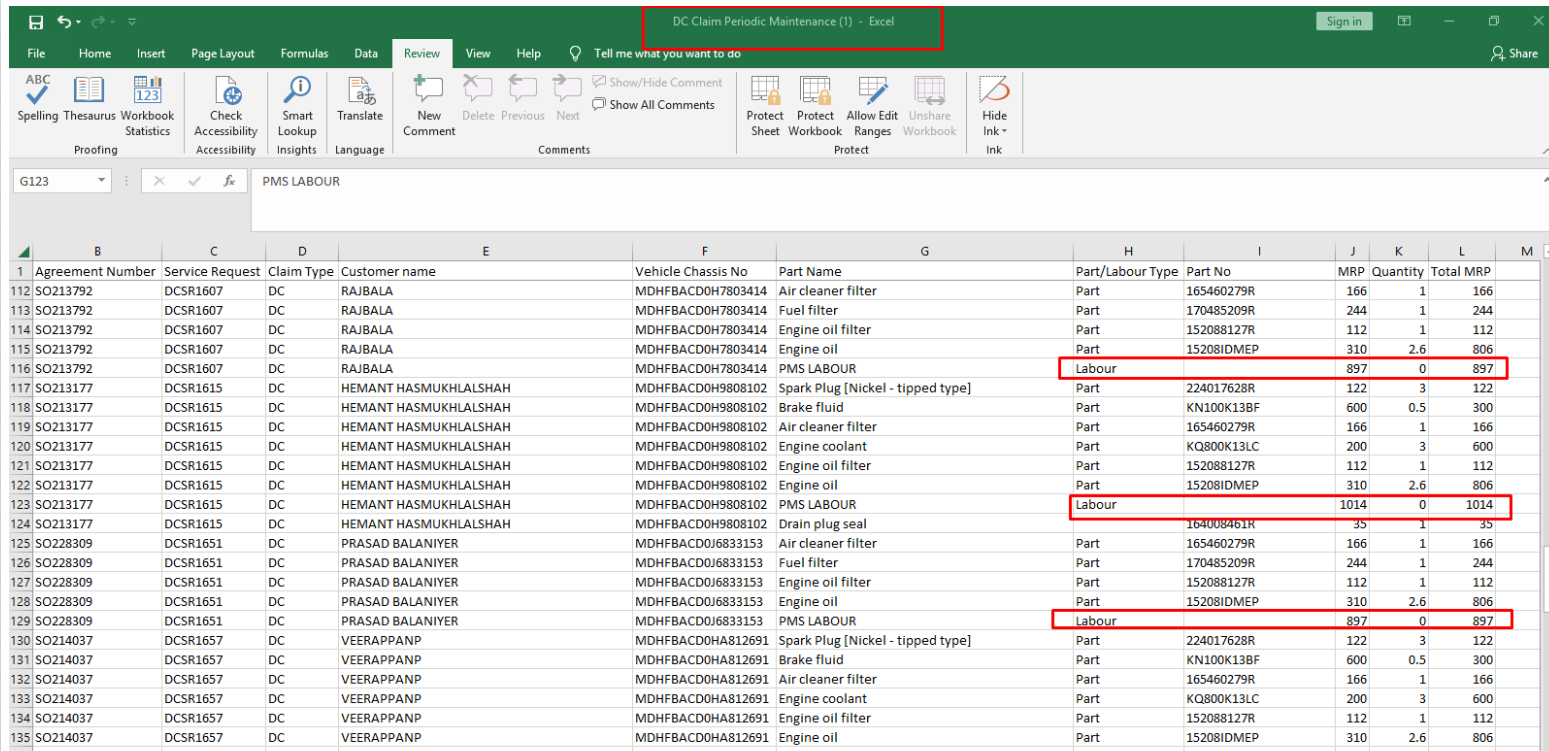 DC Claim Periodic Maintenance (1) - Excel Sign in
File Home Insert Page Layout Formulas Data Review View Help Tell me what you want to do Share
ABC
123
Spelling Thesaurus Workbook Statistics Check Accessibility Smart Lookup Translate New Comment Delete Previous Next Show/Hide Comment Show All Comments Protect Sheet Protect Workbook Allow Edit Ranges Unshare Workbook Hide Ink
Proofing Accessibility Insights Language Comments Protect Ink
G123 fx PMS LABOUR
B C D E F G H I J K L M
1 Agreement Number Service Request Claim Type Customer name Vehicle Chassis No Part Name Part/Labour Type Part No MRP Quantity Total MRP
112 SO213792 DCSR1607 DC RAJBALA MDHFBACD0H7803414 Air cleaner filter Part 165460279R 166 1 166
113 SO213792 DCSR1607 DC RAJBALA MDHFBACD0H7803414 Fuel filter Part 170485209R 244 1 244
114 SO213792 DCSR1607 DC RAJBALA MDHFBACD0H7803414 Engine oil filter Part 152088127R 112 1 112
115 SO213792 DCSR1607 DC RAJBALA MDHFBACD0H7803414 Engine oil Part 15208IDMEP 310 2.6 806
116 SO213792 DCSR1607 DC RAJBALA MDHFBACD0H7803414 PMS LABOUR Labour 897 0 897
117 SO213177 DCSR1615 DC HEMANT HASMUKHLALSHAH MDHFBACD0H9808102 Spark Plug [Nickel - tipped type] Part 224017628R 122 3 122
118 SO213177 DCSR1615 DC HEMANT HASMUKHLALSHAH MDHFBACD0H9808102 Brake fluid Part KN100K13BF 600 0.5 300
119 SO213177 DCSR1615 DC HEMANT HASMUKHLALSHAH MDHFBACD0H9808102 Air cleaner filter Part 165460279R 166 1 166
120 SO213177 DCSR1615 DC HEMANT HASMUKHLALSHAH MDHFBACD0H9808102 Engine coolant Part KQ800K13LC 200 3 600
121 SO213177 DCSR1615 DC HEMANT HASMUKHLALSHAH MDHFBACD0H9808102 Engine oil filter Part 152088127R 112 1 112
122 SO213177 DCSR1615 DC HEMANT HASMUKHLALSHAH MDHFBACD0H9808102 Engine oil Part 15208IDMEP 310 2.6 806
123 SO213177 DCSR1615 DC HEMANT HASMUKHLALSHAH MDHFBACD0H9808102 PMS LABOUR Labour 1014 0 1014
124 SO213177 DCSR1615 DC HEMANT HASMUKHLALSHAH MDHFBACD0H9808102 Drain plug seal 164008461R 35 1 35
125 SO228309 DCSR1651 DC PRASAD BALANIYER MDHFBACD0J6833153 Air cleaner filter Part 165460279R 166 1 166
126 SO228309 DCSR1651 DC PRASAD BALANIYER MDHFBACD0J6833153 Fuel filter Part 170485209R 244 1 244
127 SO228309 DCSR1651 DC PRASAD BALANIYER MDHFBACD0J6833153 Engine oil filter Part 152088127R 112 1 112
128 SO228309 DCSR1651 DC PRASAD BALANIYER MDHFBACD0J6833153 Engine oil Part 15208IDMEP 310 2.6 806
129 SO228309 DCSR1651 DC PRASAD BALANIYER MDHFBACD0J6833153 PMS LABOUR Labour 897 0 897
130 SO214037 DCSR1657 DC VEERAPPANP MDHFBACD0HA812691 Spark Plug [Nickel - tipped type] Part 224017628R 122 3 122
131 SO214037 DCSR1657 DC VEERAPPANP MDHFBACD0HA812691 Brake fluid Part KN100K13BF 600 0.5 300
132 SO214037 DCSR1657 DC VEERAPPANP MDHFBACD0HA812691 Air cleaner filter Part 165460279R 166 1 166
133 SO214037 DCSR1657 DC VEERAPPANP MDHFBACD0HA812691 Engine coolant Part KQ800K13LC 200 3 600
134 SO214037 DCSR1657 DC VEERAPPANP MDHFBACD0HA812691 Engine oil filter Part 152088127R 112 1 112
135 SO214037 DCSR1657 DC VEERAPPANP MDHFBACD0HA812691 Engine oil Part 15208IDMEP 310 2.6 806